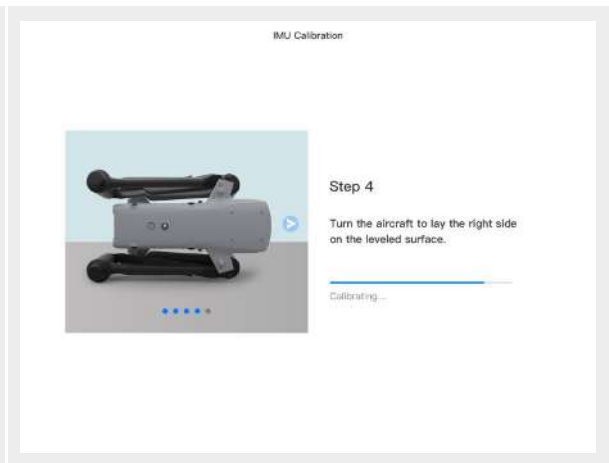 IMU Calibration
Step 4
Turn the aircraft to lay the right side
on the leveled surface.
Calibrating ...